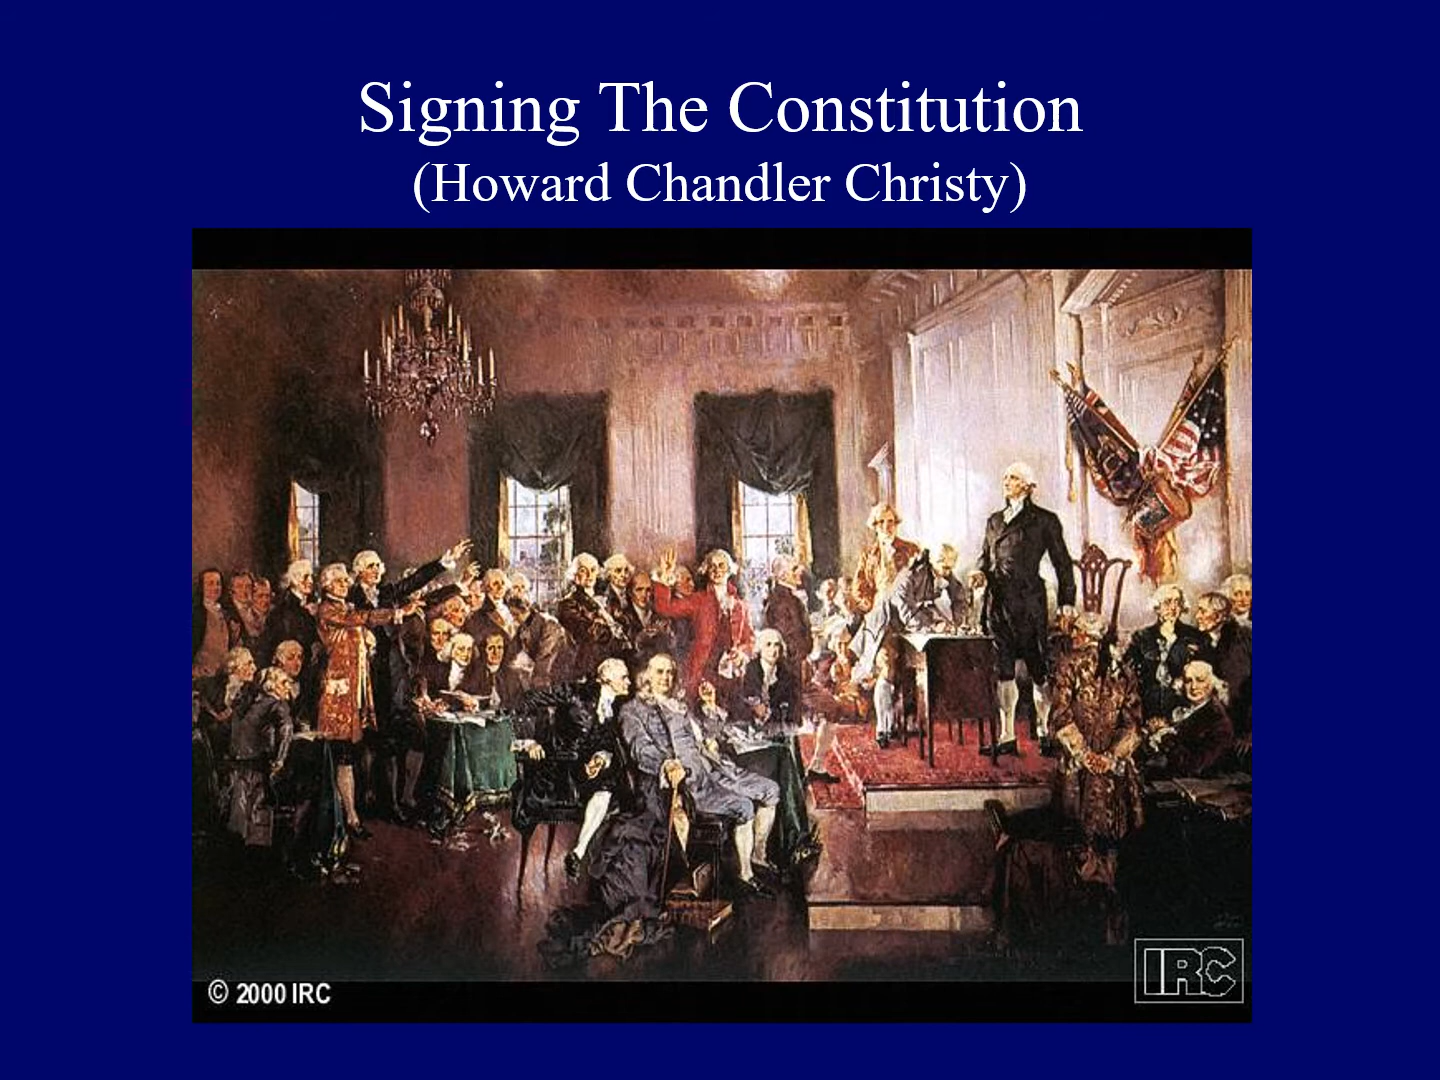 Signing The Constitution
(Howard Chandler Christy)
© 2000 IRC
IRC